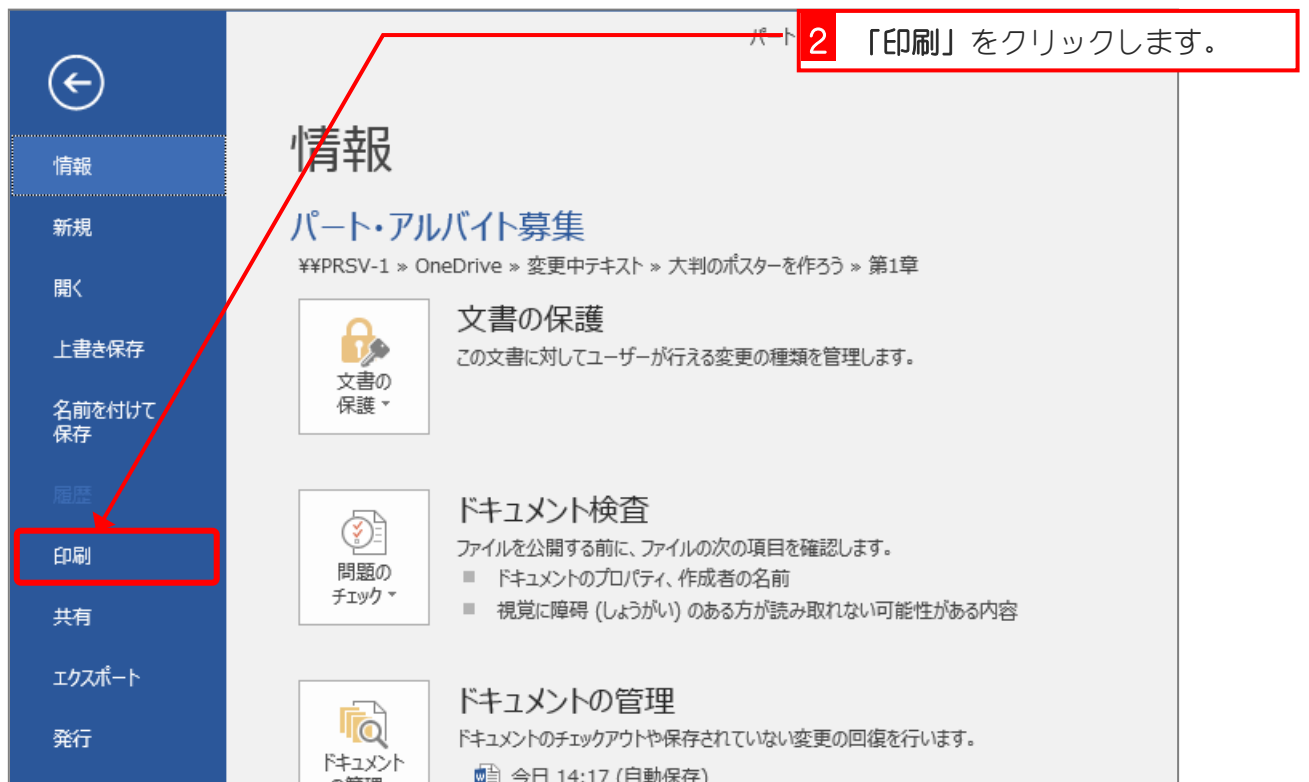 パート
2 「印刷」をクリックします。
情報
新規
開く
上書き保存
名前を付けて
保存
履歴
印刷
共有
エクスポート
発行
情報
パート・アルバイト募集
¥¥PRSV-1 » OneDrive » 変更中テキスト » 大判のポスターを作ろう » 第1章
文書の
保護
文書の保護
この文書に対してユーザーが行える変更の種類を管理します。
問題の
チェック
ドキュメント検査
ファイルを公開する前に、ファイルの次の項目を確認します。
■ ドキュメントのプロパティ、作成者の名前
■ 視覚に障碍 (しょうがい) のある方が読み取れない可能性がある内容
ドキュメント
の管理
ドキュメントの管理
ドキュメントのチェックアウトや保存されていない変更の回復を行います。
今日 14:17 (自動保存)